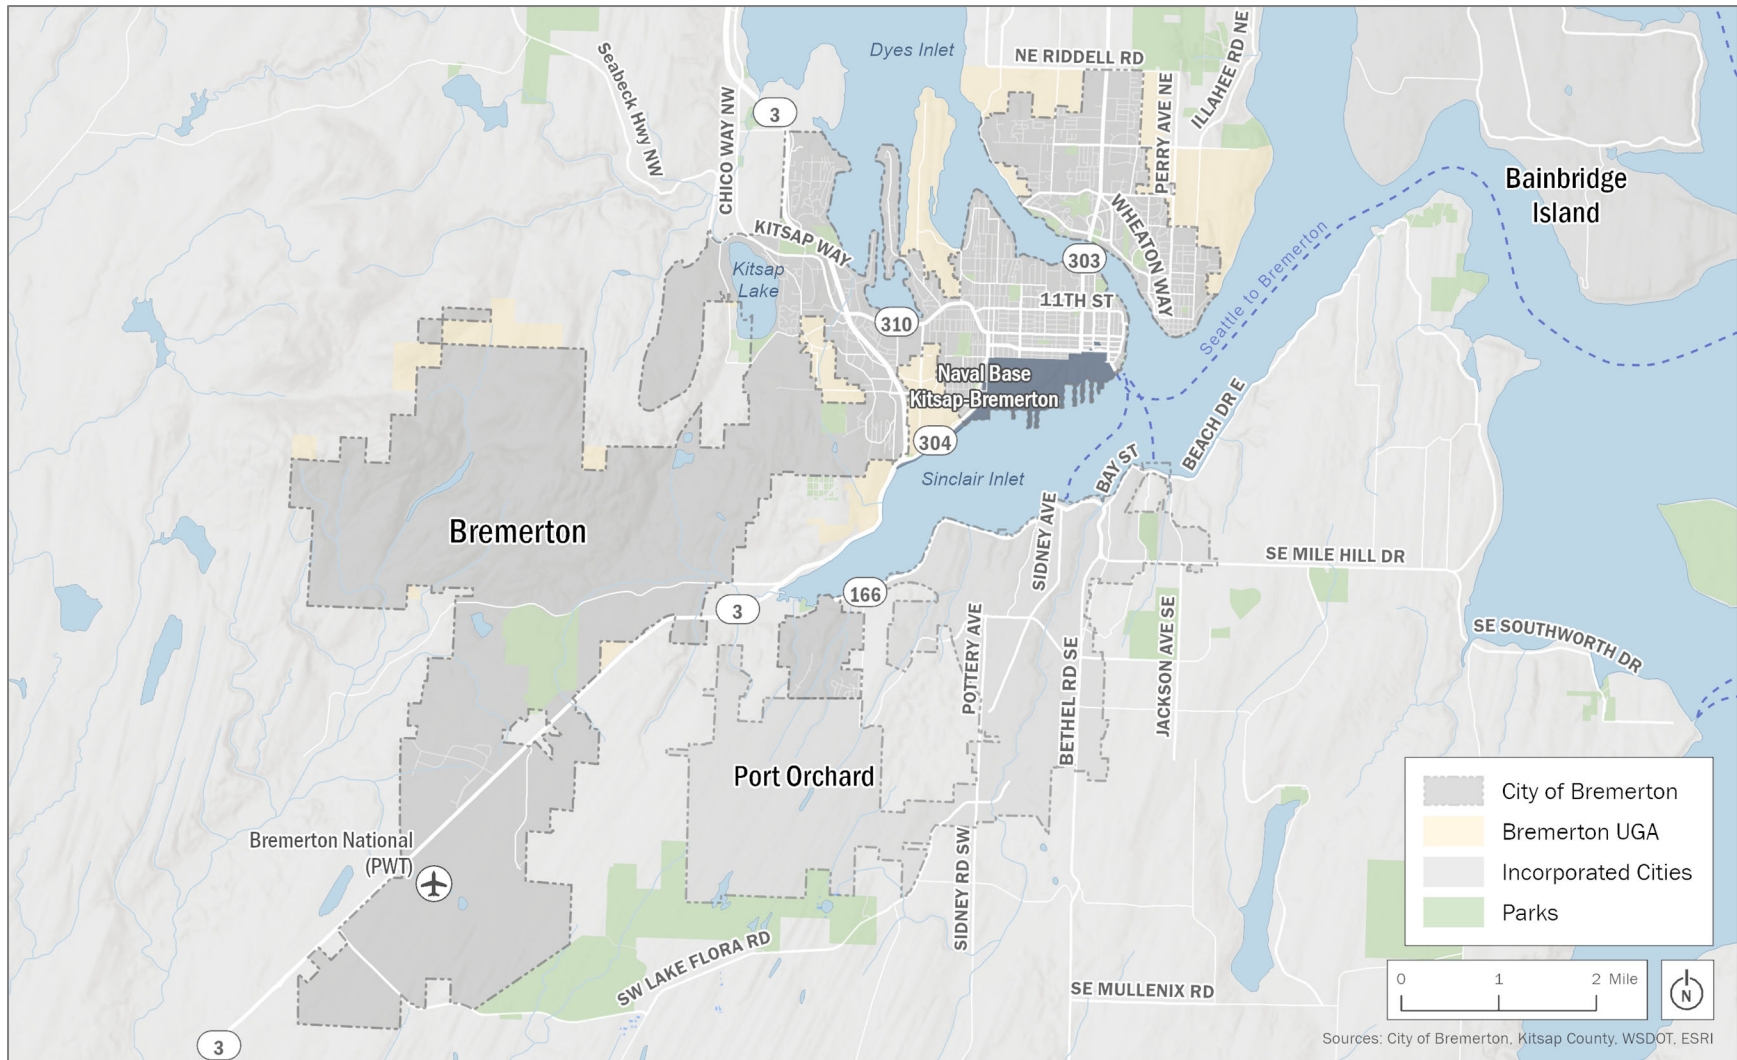 Dyes Inlet
NE RIDDELL RD
Seabeck Hwy NW
CHICO WAY NW
3
PERRY AVE NE
ILLAHEE RD NE
Bainbridge
Island
KITSAP WAY
WHEATON WAY
303
Kitsap
Lake
11TH ST
310
Seattle to Bremerton
Naval Base
Kitsap-Bremerton
304
Sinclair Inlet
BAY ST
BEACH DR E
Bremerton
SIDNEY AVE
SE MILE HILL DR
166
3
POTTERY AVE
BETHEL RD SE
JACKSON AVE SE
SE SOUTHWORTH DR
Port Orchard
Bremerton National
(PWT)
SIDNEY RD SW
SW LAKE FLORA RD
SE MULLENIX RD
3
City of Bremerton
Bremerton UGA
Incorporated Cities
Parks
0 1 2 Mile
N
Sources: City of Bremerton, Kitsap County, WSDOT, ESRI